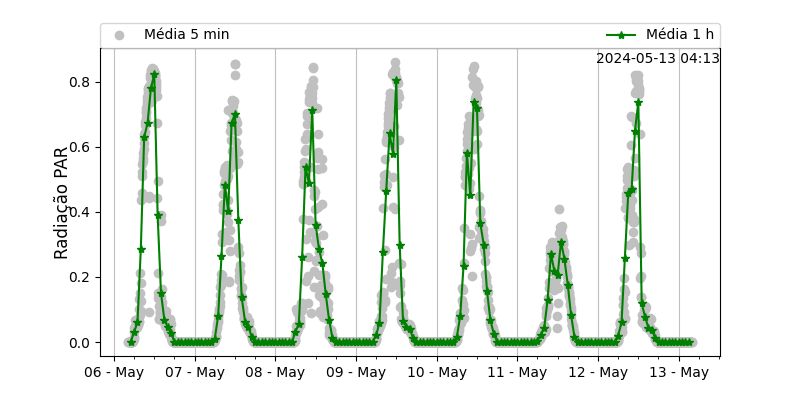 Média 5 min
Média 1 h
2024-05-13 04:13
Radiação PAR
0.8
0.6
0.4
0.2
0.0
06 - May
07 - May
08 - May
09 - May
10 - May
11 - May
12 - May
13 - May